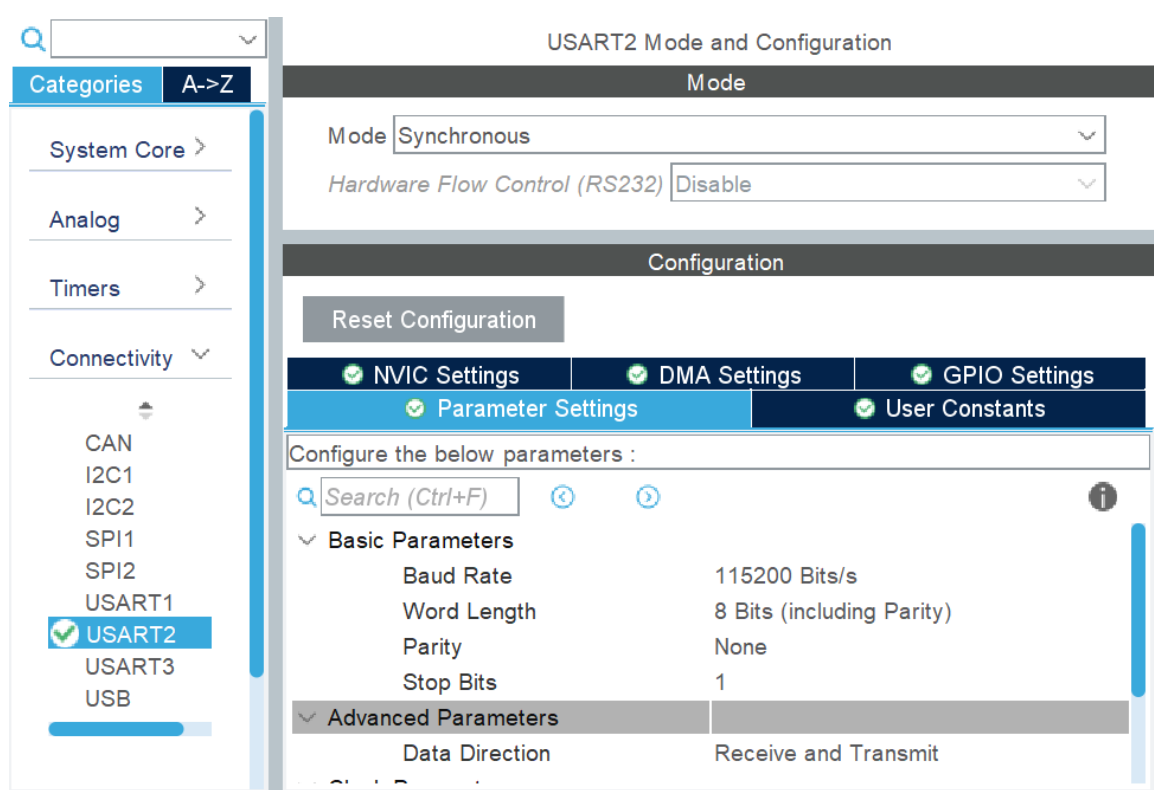 USART2 Mode and Configuration
Categories A->Z
Mode
System Core
Mode Synchronous
Hardware Flow Control (RS232) Disable
Analog
Configuration
Timers
Reset Configuration
Connectivity
NVIC Settings DMA Settings GPIO Settings
Parameter Settings User Constants
CAN
I2C1
I2C2
SPI1
SPI2
USART1
USART2
USART3
USB
Configure the below parameters :
Search (Ctrl+F)
Basic Parameters
Baud Rate 115200 Bits/s
Word Length 8 Bits (including Parity)
Parity None
Stop Bits 1
Advanced Parameters
Data Direction Receive and Transmit